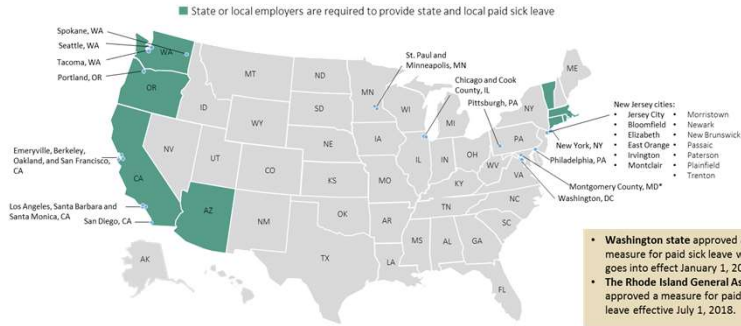 State or local employers are required to provide state and local paid sick leave
Spokane, WA
Seattle, WA
Tacoma, WA
Portland, OR
Emeryville, Berkeley,
Oakland, and San Francisco,
CA
Los Angeles, Santa Barbara and
Santa Monica, CA
San Diego, CA
St. Paul and
Minneapolis, MN
Chicago and Cook
County, IL
Pittsburgh, PA
New York, NY
Philadelphia, PA
Montgomery County, MD*
Washington, DC
New Jersey cities:
• Jersey City
• Bloomfield
• Elizabeth
• East Orange
• Irvington
• Montclair
• Morristown
• Newark
• New Brunswick
• Passaic
• Paterson
• Plainfield
• Trenton
WA
OR
CA
NV
ID
MT
WY
UT
AZ
CO
NM
ND
SD
NE
KS
OK
TX
MN
IA
MO
AR
LA
WI
IL
MI
IN
OH
KY
TN
MS
AL
GA
FL
SC
NC
VA
WV
PA
NY
ME
AK
• Washington state approved
measure for paid sick leave
goes into effect January 1,
• The Rhode Island General
approved a measure for paid
leave effective July 1, 2018.